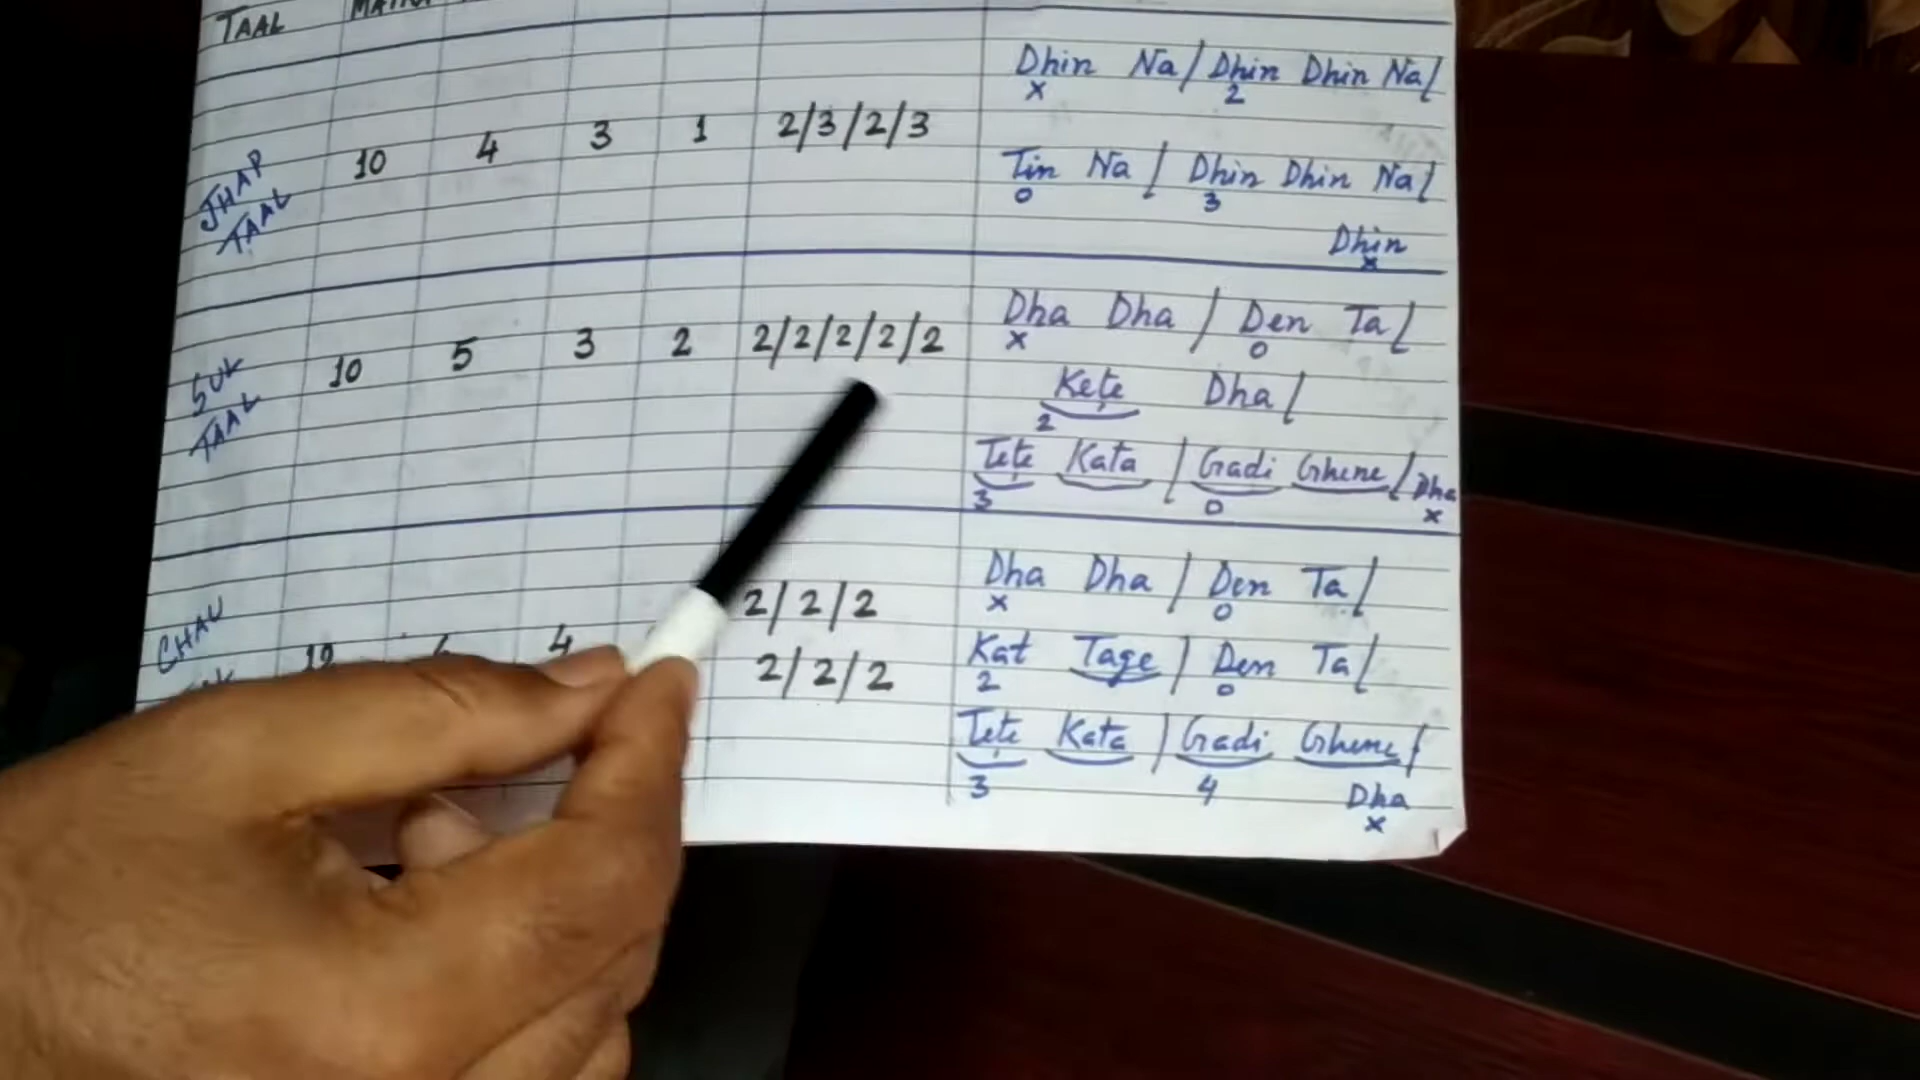 TAAL
JHAP TAAL 10 4 3 1 2/3/2/3
Dhin Na / Dhin Dhin Na /
x 2
Tin Na / Dhin Dhin Na /
0 3
Dhin
x
SUK TAAL 10 5 3 2 2/2/2/2/2
Dha Dha / Den Ta /
x 0
Kete Dha /
2
Tete Kata / Gadi Ghene / Dha
3 0 x
CHAU 12 4 2/2/2
2/2/2
Dha Dha / Den Ta /
x 0
Kat Tage / Den Ta /
2 0
Tete Kata / Gadi Ghene /
3 4
Dha
x